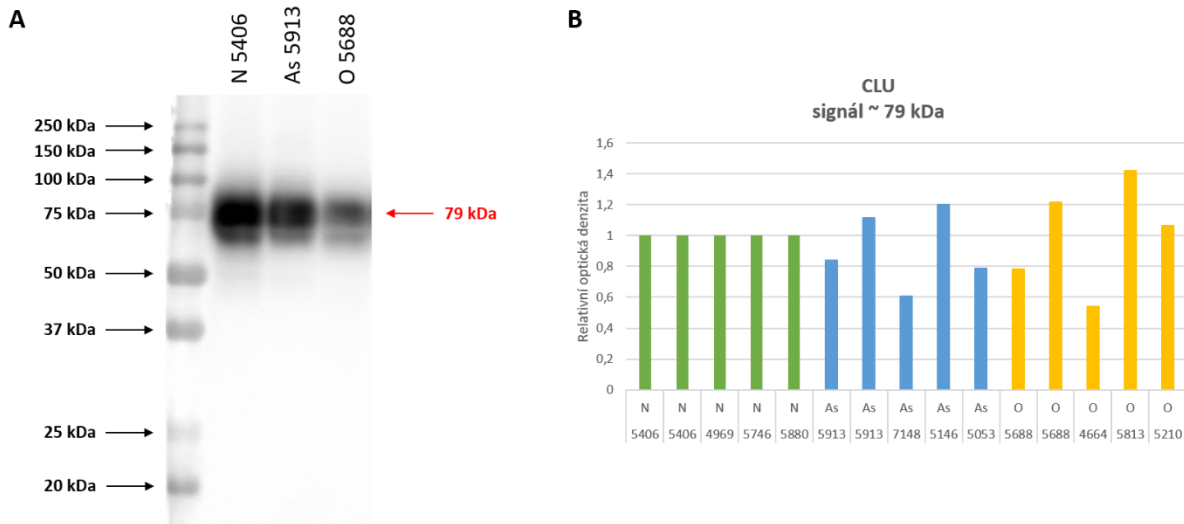 A
N 5406
As 5913
O 5688
250 kDa
150 kDa
100 kDa
75 kDa
50 kDa
37 kDa
25 kDa
20 kDa
79 kDa
B
CLU
signál ~ 79 kDa
Relativní optická denzita
1,6
1,4
1,2
1
0,8
0,6
0,4
0,2
0
N N N N N As As As As As O O O O O
5406 5406 4969 5746 5880 5913 5913 7148 5146 5053 5688 5688 4664 5813 5210